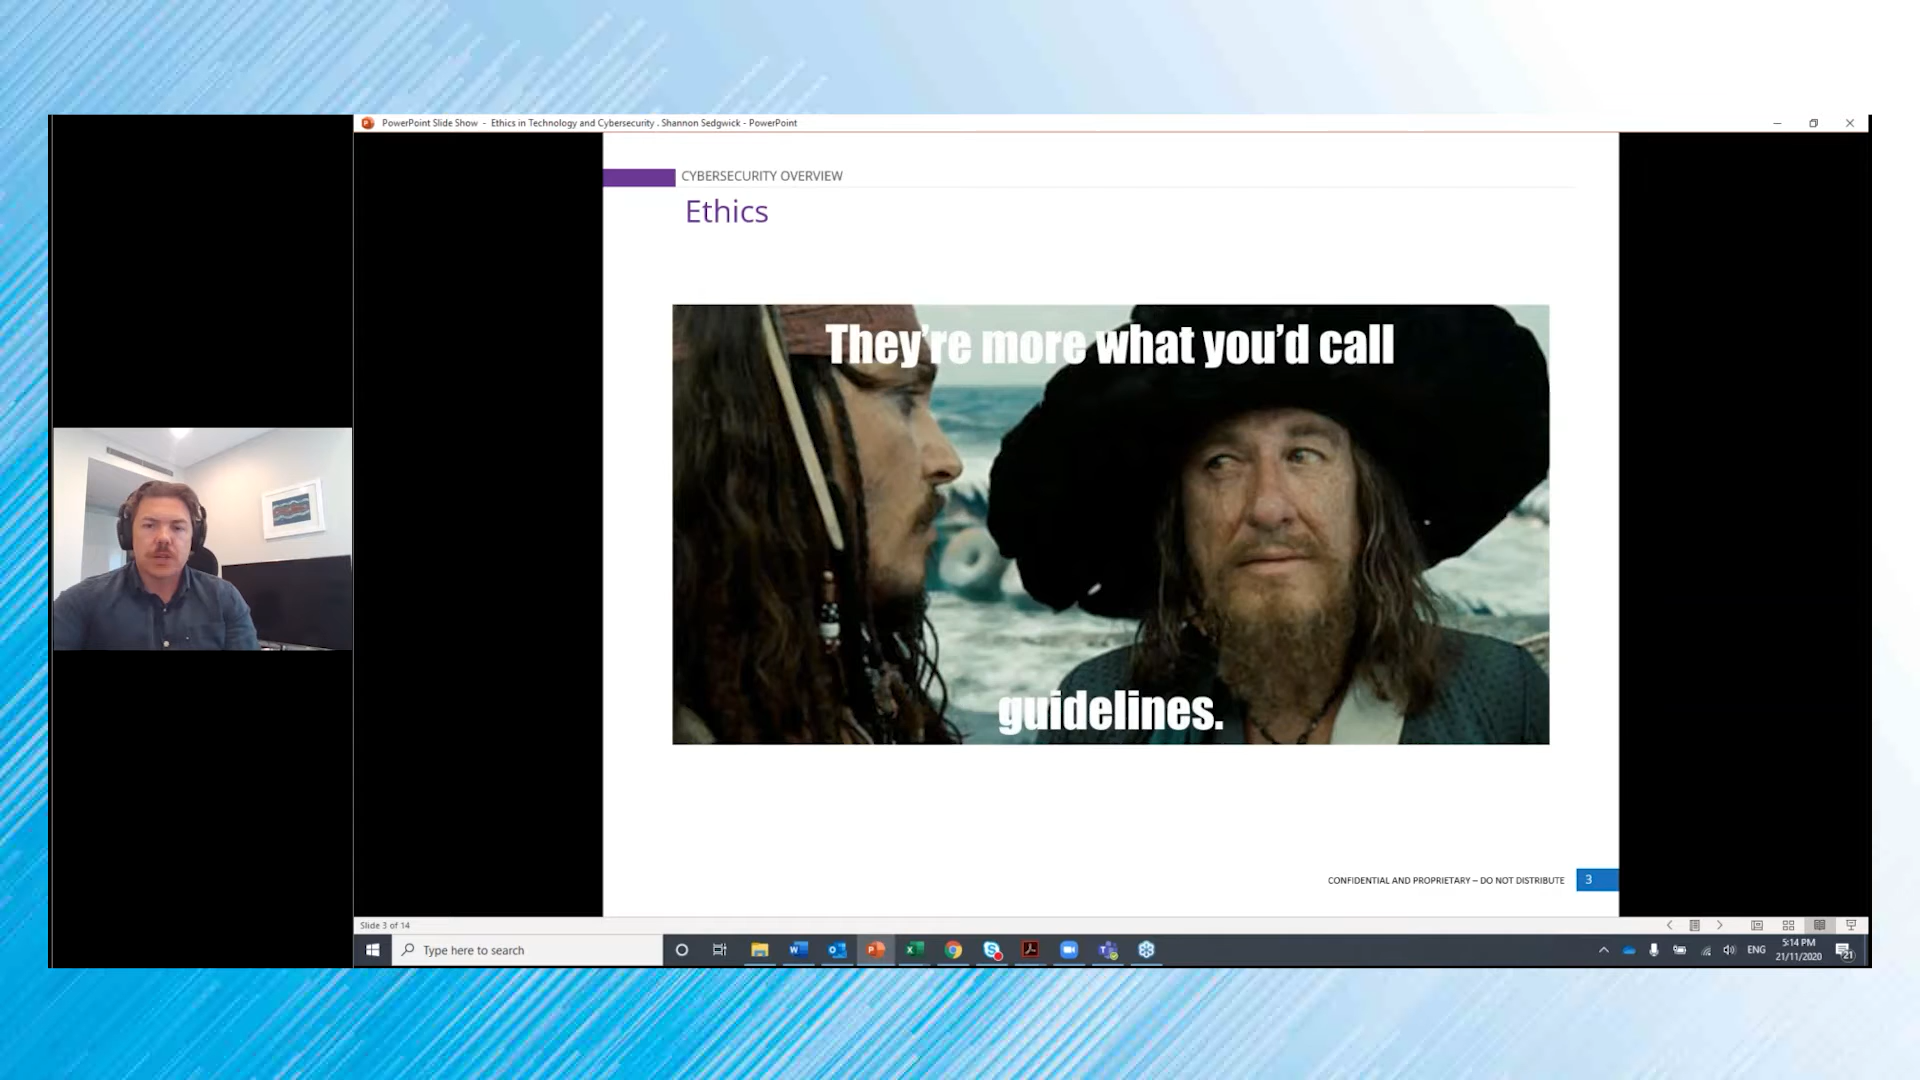 PowerPoint Slide Show - Ethics in Technology and Cybersecurity . Shannon Sedgwick - PowerPoint
CYBERSECURITY OVERVIEW
Ethics
They're more what you'd call
guidelines.
CONFIDENTIAL AND PROPRIETARY – DO NOT DISTRIBUTE
3
Slide 3 of 14
Type here to search
ENG
5:14 PM
21/11/2020
21